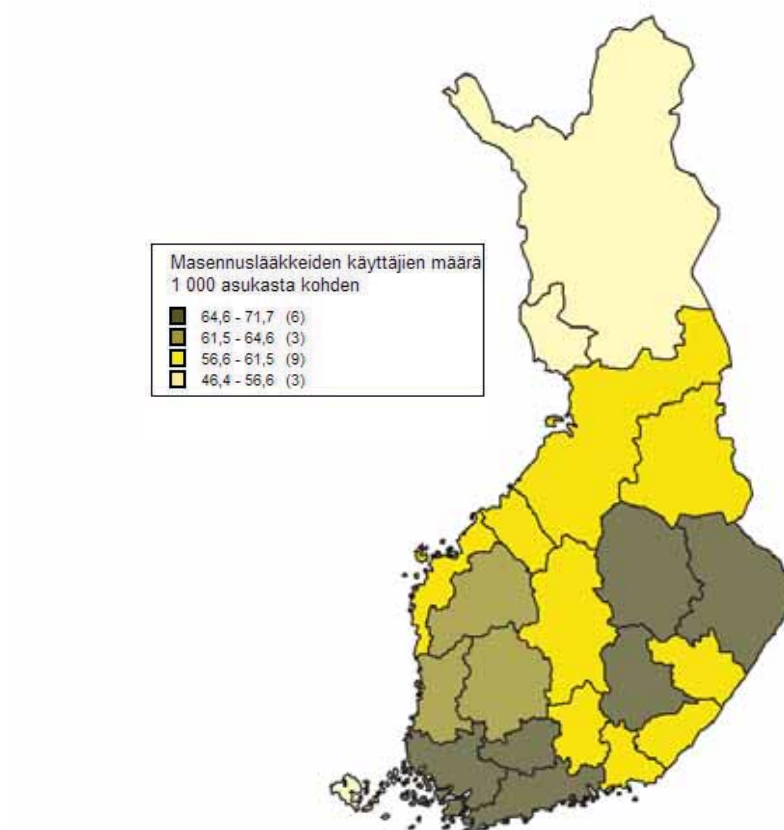 Masennuslääkkeiden käyttäjien määrä
1 000 asukasta kohden
64,6 - 71,7 (6)
61,5 - 64,6 (3)
56,6 - 61,5 (9)
46,4 - 56,6 (3)